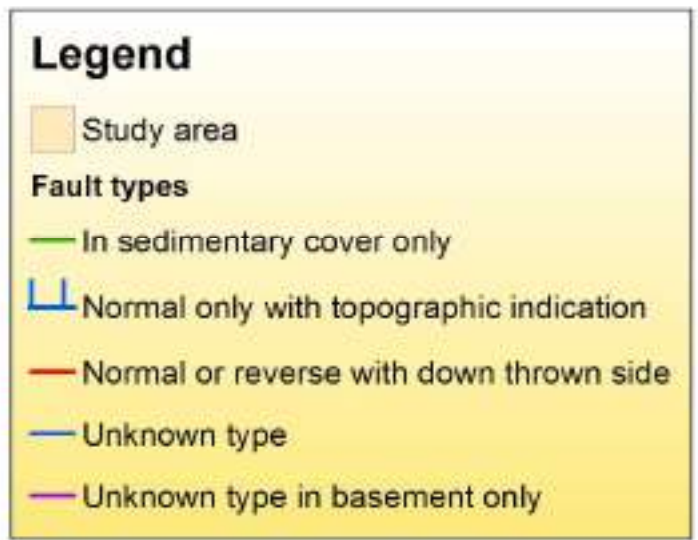 Legend
Study area
Fault types
In sedimentary cover only
Normal only with topographic indication
Normal or reverse with down thrown side
Unknown type
Unknown type in basement only